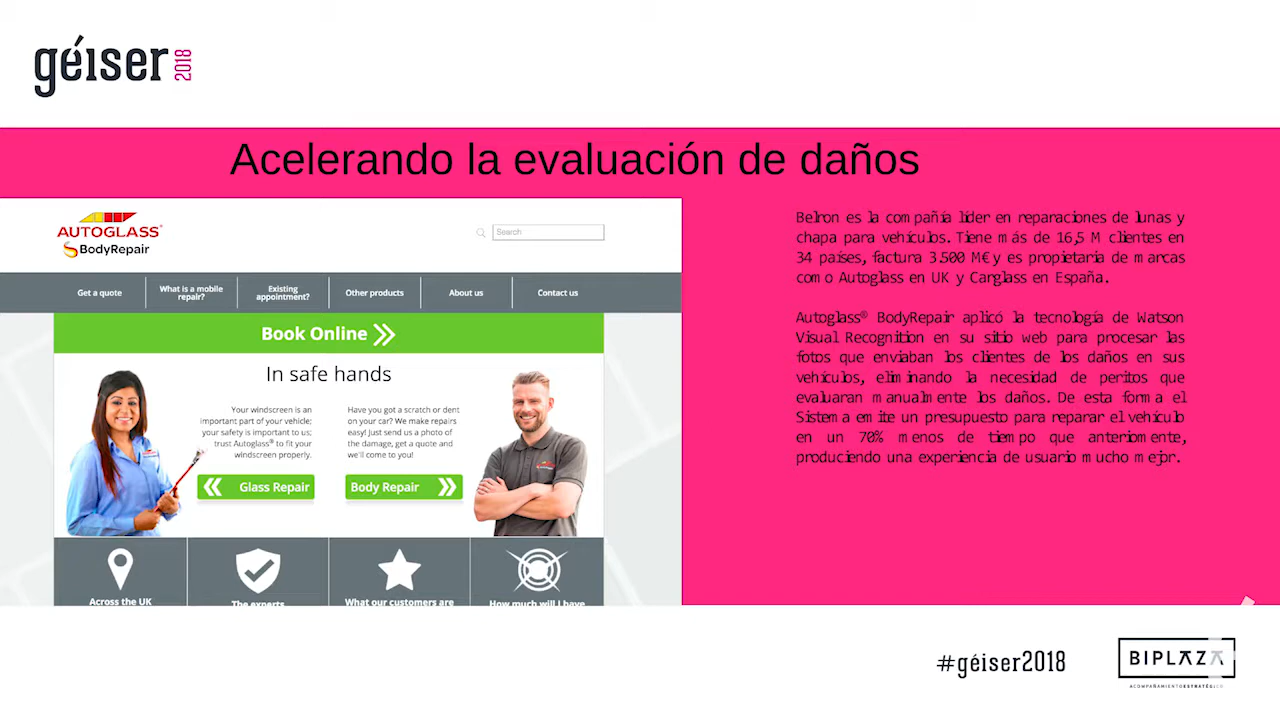 géiser 2018
Acelerando la evaluación de daños
AUTOGLASS®
BodyRepair
Search
Get a quote
What is a mobile
repair?
Existing
appointment?
Other products
About us
Contact us
Book Online
In safe hands
Your windscreen is an
important part of your vehicle;
your safety is important to us;
trust Autoglass® to fit your
windscreen properly.
Glass Repair
Have you got a scratch or dent
on your car? We make repairs
easy! Just send us a photo of
the damage, get a quote and
we'll come to you!
Body Repair
Across the UK
The experts
What our customers are
How much will I have
Belron es la compañía líder en reparaciones de lunas y
chapa para vehículos. Tiene más de 16,5 M clientes en
34 países, factura 3.500 M€ y es propietaria de marcas
como Autoglass en UK y Carglass en España.
Autoglass® BodyRepair aplicó la tecnología de Watson
Visual Recognition en su sitio web para procesar las
fotos que enviaban los clientes de los daños en sus
vehículos, eliminando la necesidad de peritos que
evaluaran manualmente los daños. De esta forma el
Sistema emite un presupuesto para reparar el vehículo
en un 70% menos de tiempo que anteriomente,
produciendo una experiencia de usuario mucho mejor.
#géiser2018
BIPLAZA
ACOMPAÑAMIENTOESTRATÉGICO